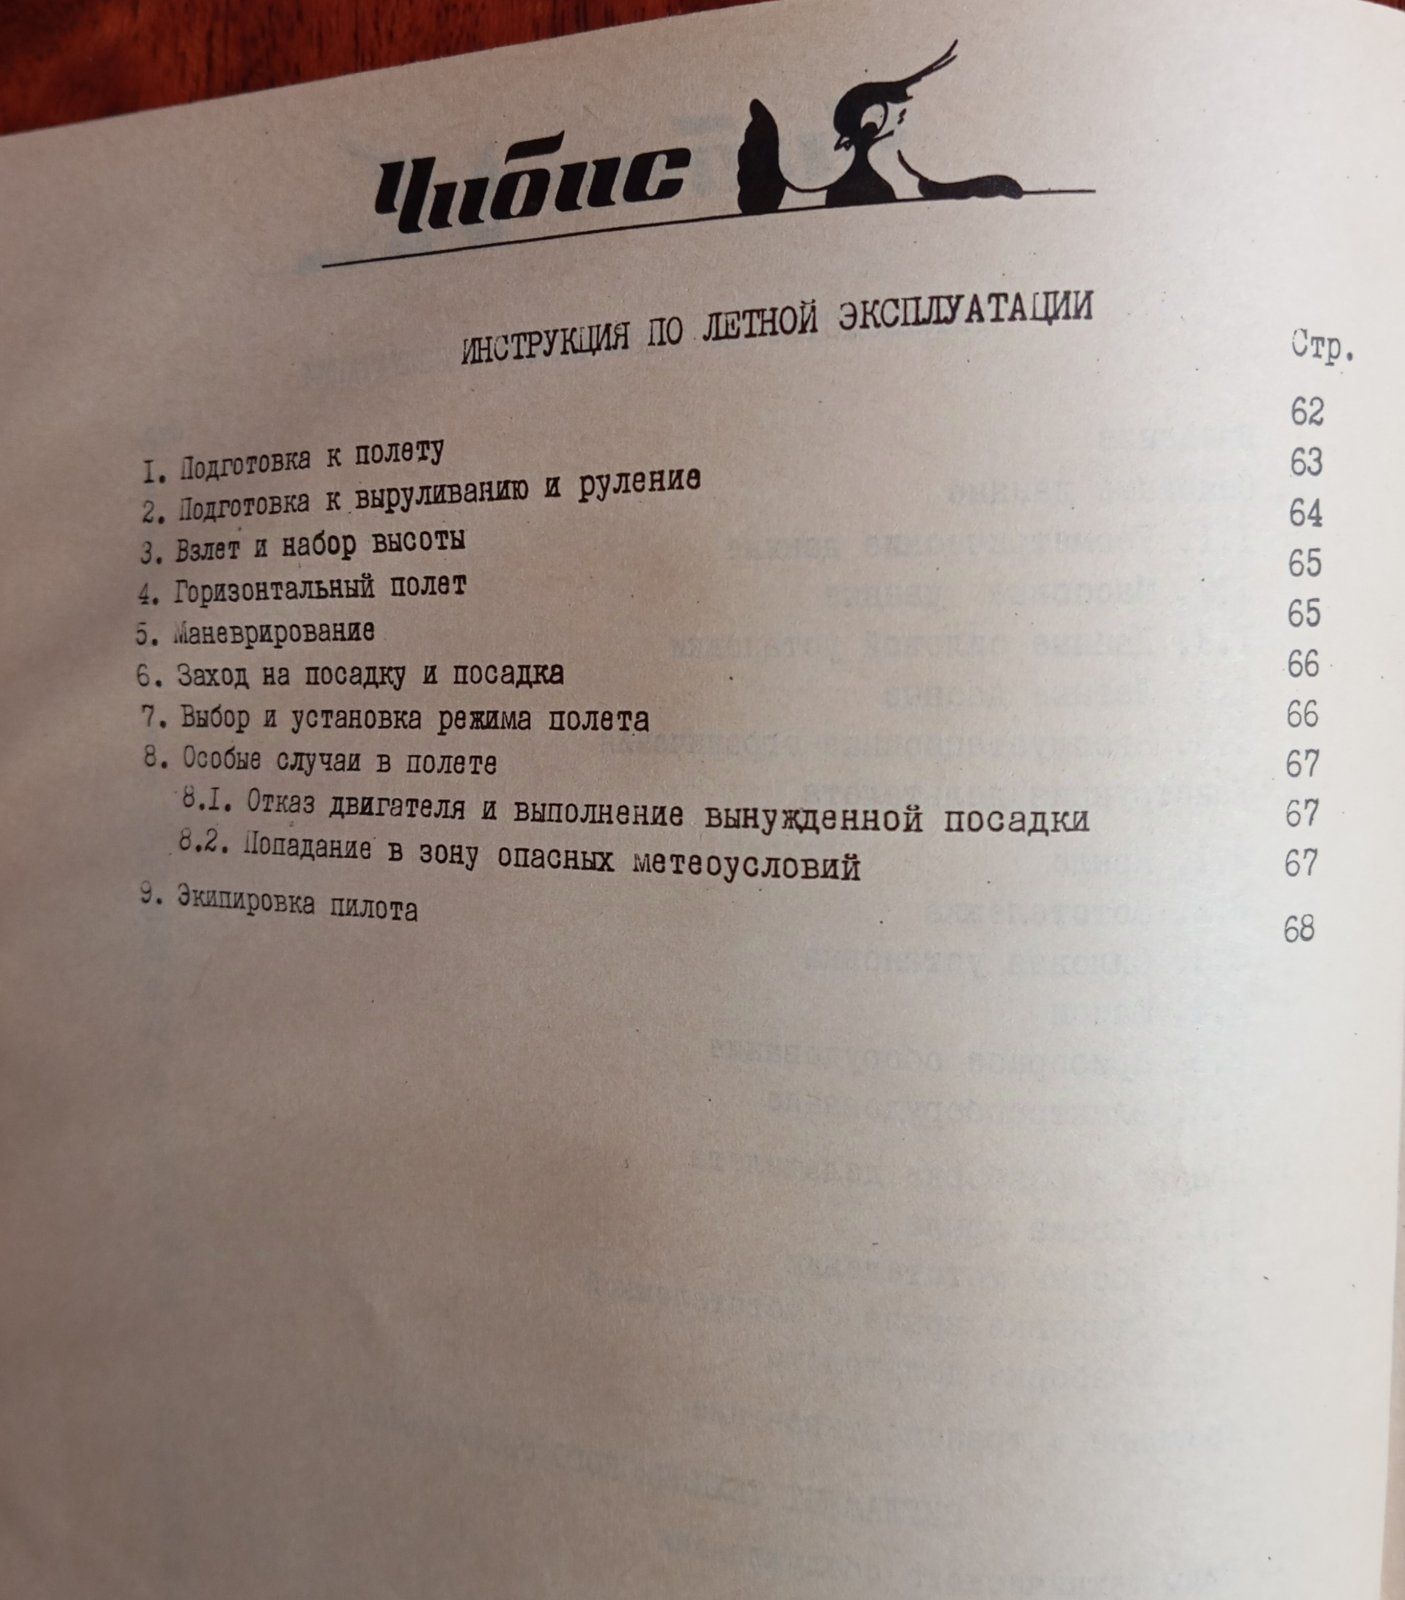 Чибис
ИНСТРУКЦИЯ ПО ЛЕТНОЙ ЭКСПЛУАТАЦИИ
Стр.
1. Подготовка к полету 62
2. Подготовка к выруливанию и руление 63
3. Взлет и набор высоты 64
4. Горизонтальный полет 65
5. Маневрирование 65
6. Заход на посадку и посадка 66
7. Выбор и установка режима полета 66
8. Особые случаи в полете 67
8.1. Отказ двигателя и выполнение вынужденной посадки 67
8.2. Попадание в зону опасных метеоусловий 67
9. Экипировка пилота 68